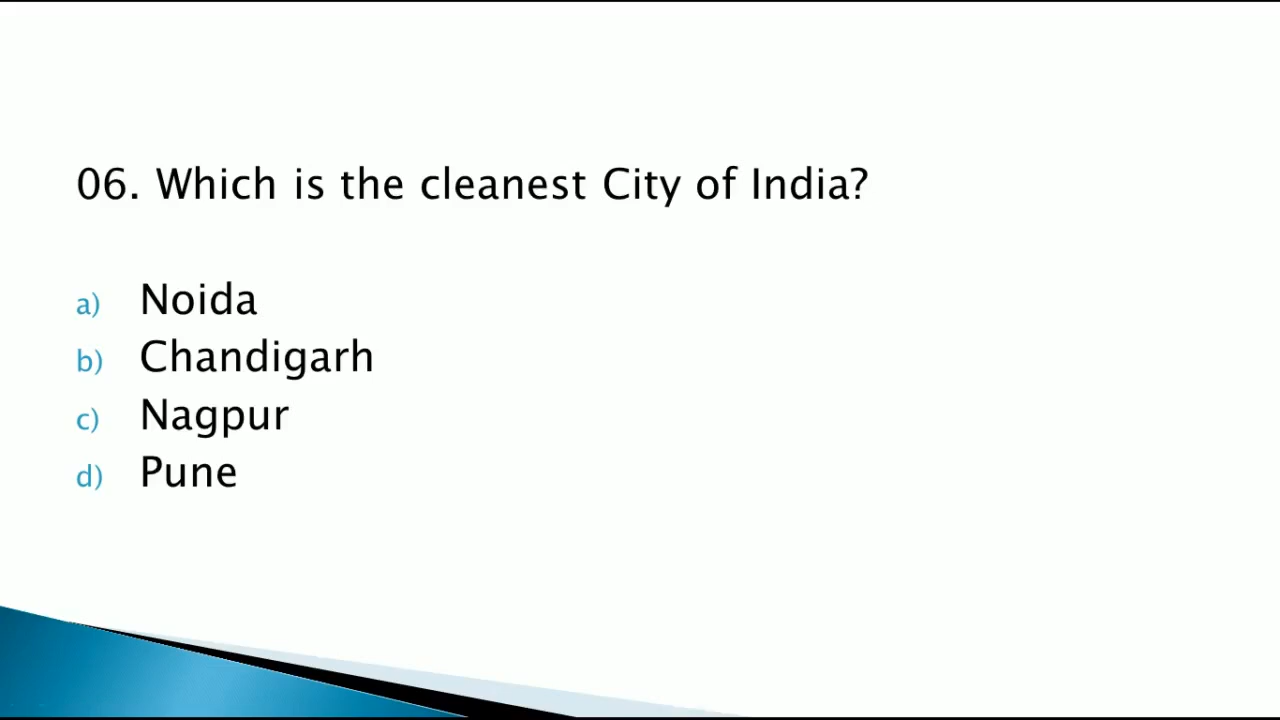 06. Which is the cleanest City of India?
a) Noida
b) Chandigarh
c) Nagpur
d) Pune